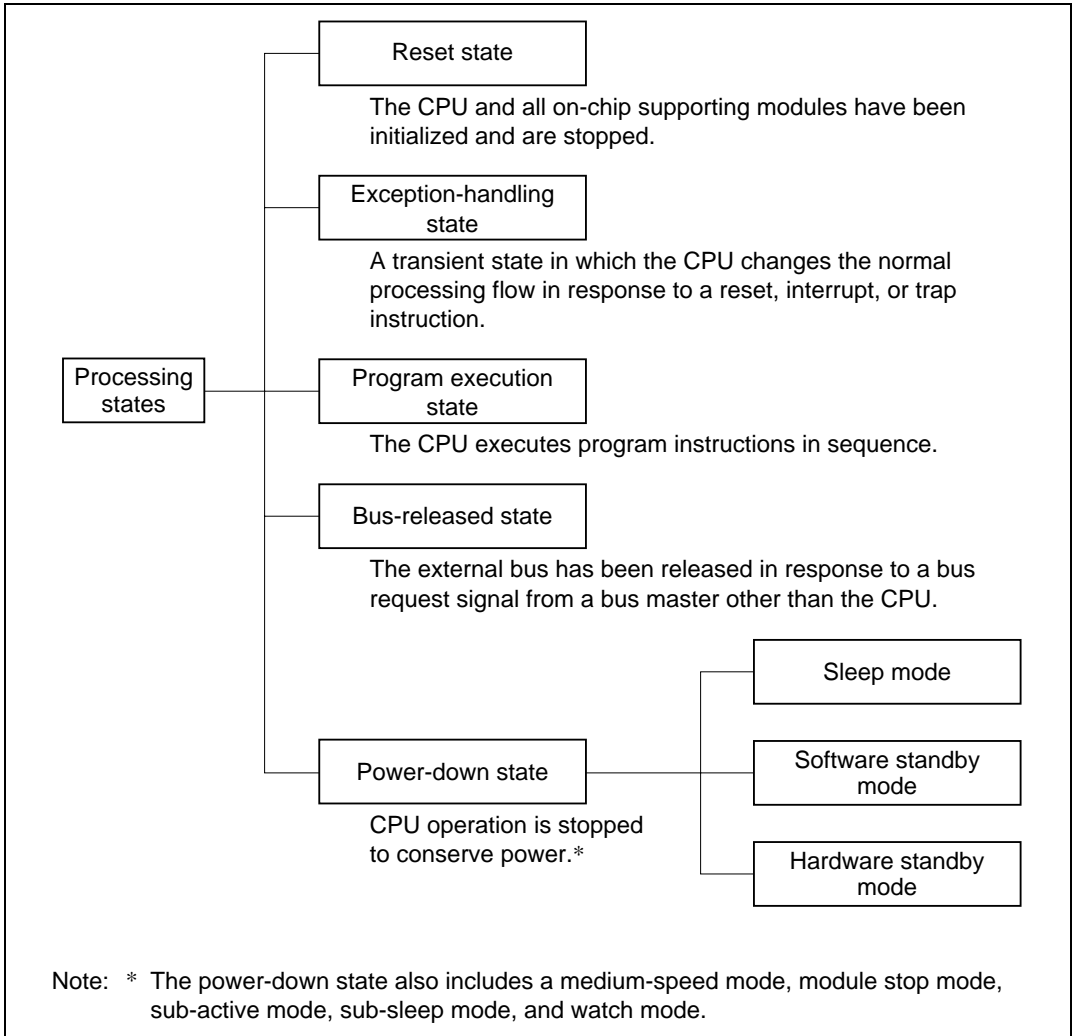 Reset state
The CPU and all on-chip supporting modules have been
initialized and are stopped.
Exception-handling
state
A transient state in which the CPU changes the normal
processing flow in response to a reset, interrupt, or trap
instruction.
Processing
states
Program execution
state
The CPU executes program instructions in sequence.
Bus-released state
The external bus has been released in response to a bus
request signal from a bus master other than the CPU.
Sleep mode
Power-down state
Software standby
mode
CPU operation is stopped
to conserve power.*
Hardware standby
mode
Note: * The power-down state also includes a medium-speed mode, module stop mode,
sub-active mode, sub-sleep mode, and watch mode.